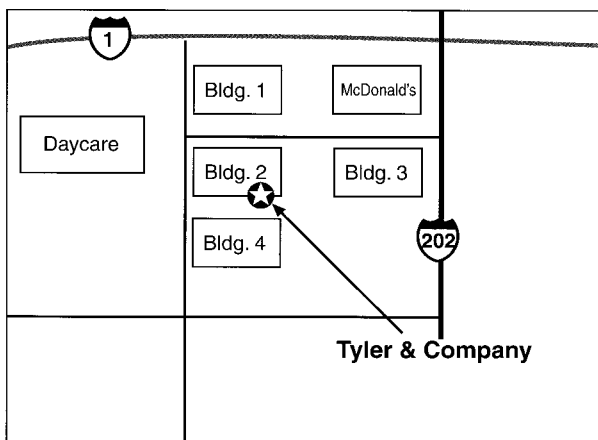 1
Bldg. 1
McDonald's
Daycare
Bldg. 2
Bldg. 3
Bldg. 4
202
Tyler & Company